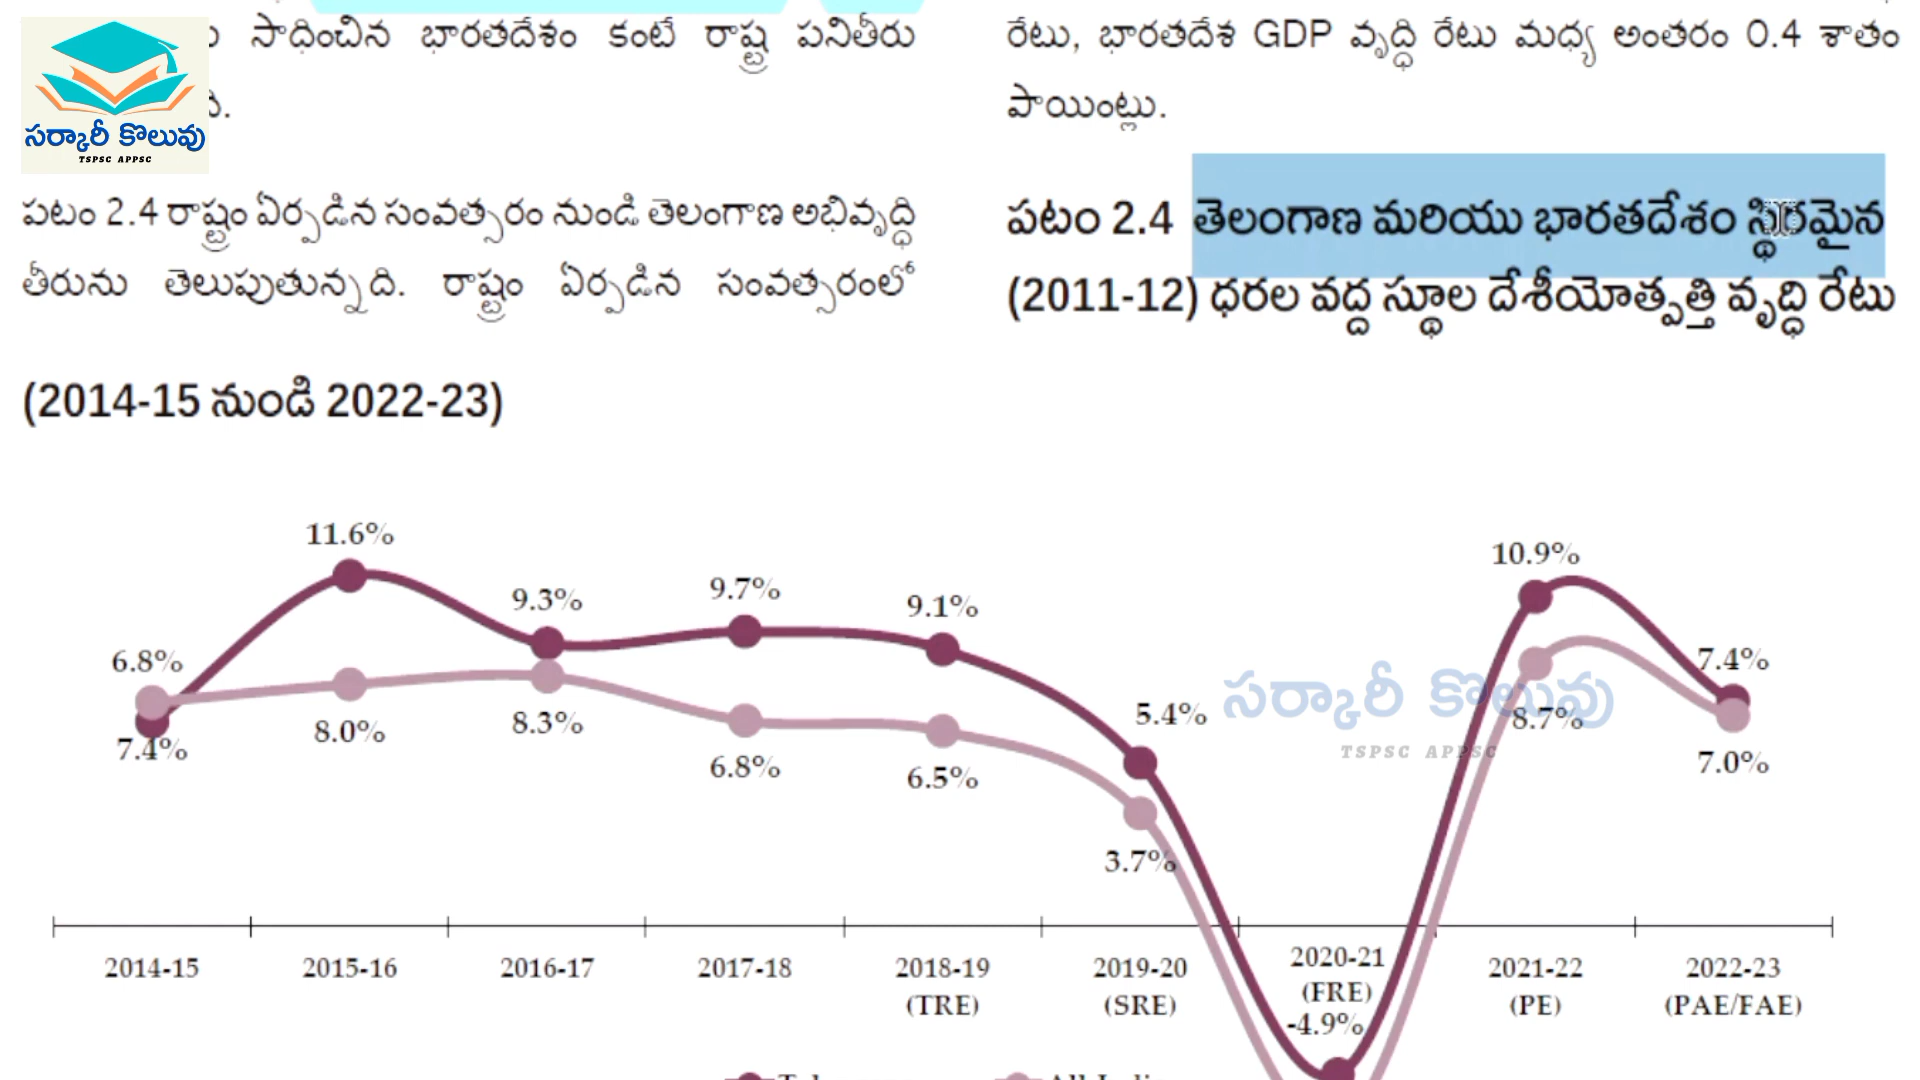 సాధించిన భారతదేశం కంటే రాష్ట్ర పనితీరు
సర్కారీ కొలువు
TSPSC APPSC
పటం 2.4 రాష్ట్రం ఏర్పడిన సంవత్సరం నుండి తెలంగాణ అభివృద్ధి
తీరును తెలుపుతున్నది. రాష్ట్రం ఏర్పడిన సంవత్సరంలో
రేటు, భారతదేశ GDP వృద్ధి రేటు మధ్య అంతరం 0.4 శాతం
పాయింట్లు.
పటం 2.4 తెలంగాణ మరియు భారతదేశం స్థిరమైన
(2011-12) ధరల వద్ద స్థూల దేశీయోత్పత్తి వృద్ధి రేటు
(2014-15 నుండి 2022-23)
11.6%
10.9%
9.3%
9.7%
9.1%
6.8%
7.4%
5.4%
సర్కారీ కొలువు
TSPSC APPSC
7.4%
8.0%
8.3%
6.8%
6.5%
8.7%
7.0%
3.7%
2014-15
2015-16
2016-17
2017-18
2018-19
(TRE)
2019-20
(SRE)
2020-21
(FRE)
-4.9%
2021-22
(PE)
2022-23
(PAE/FAE)